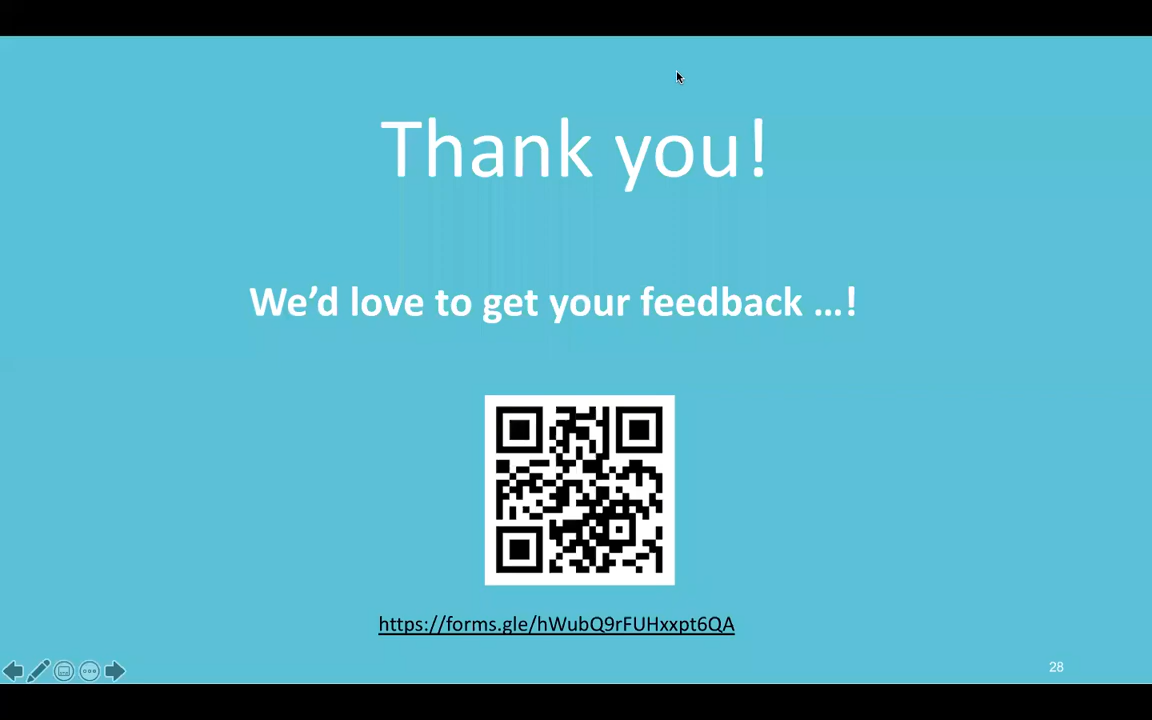 Thank you!
We’d love to get your feedback ...!
https://forms.gle/hWubQ9rFUHxxpt6QA
28